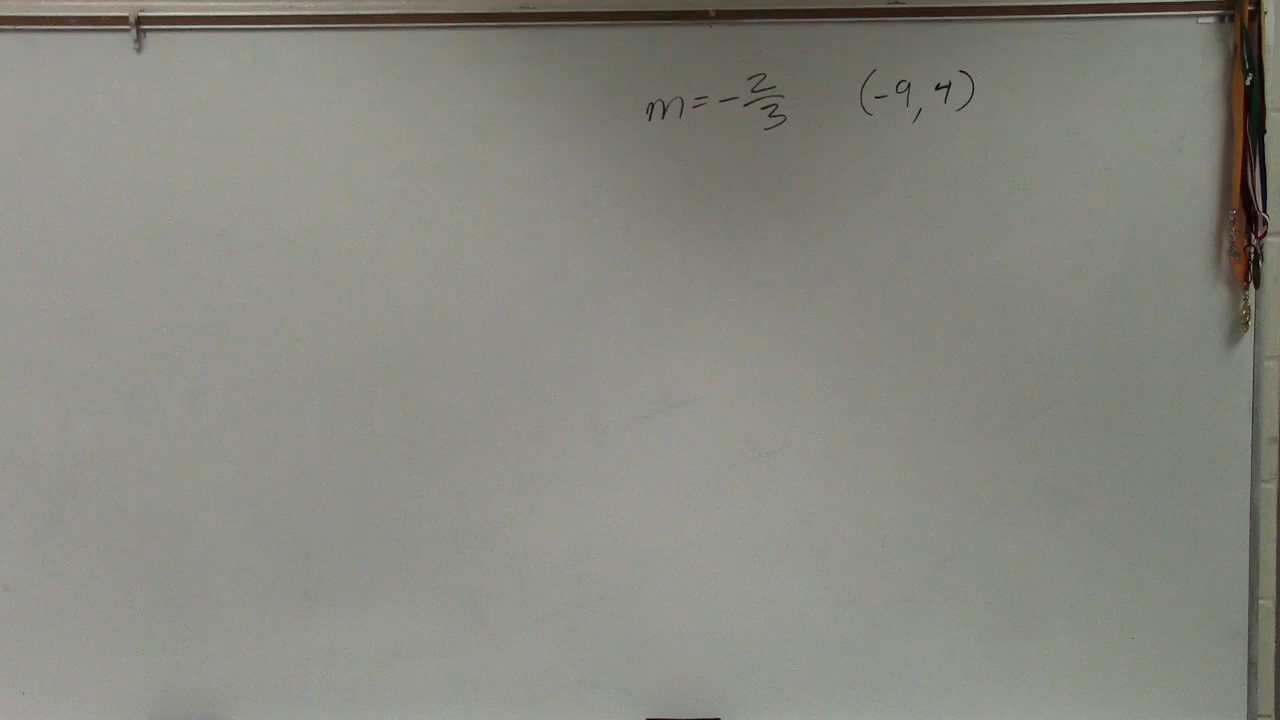 m = -2/3 (-9, 4)